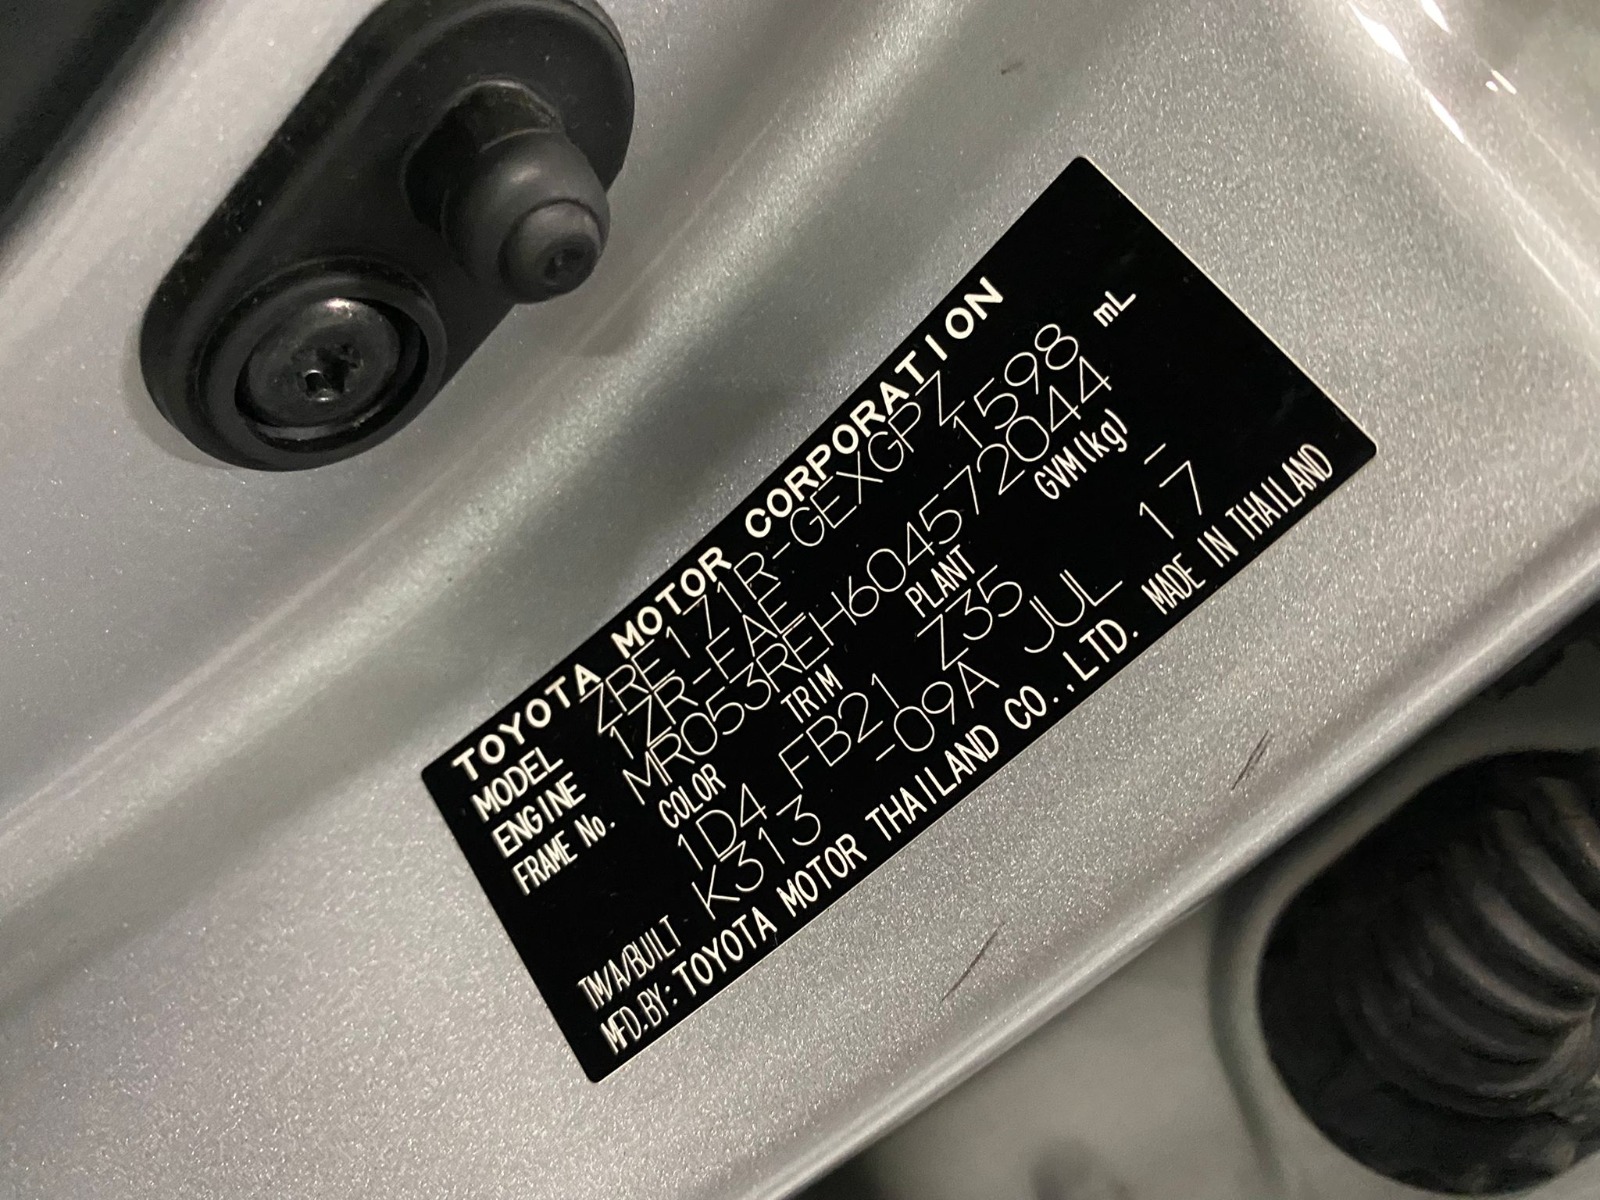 TOYOTA MOTOR CORPORATION
MODEL ZRE171R-GEXGPZ
ENGINE 1ZR-FAE 1598 mL
FRAME No. MR053REH604572044
COLOR TRIM PLANT GVM(kg)
1D4 FB21 Z35 –
TM/A/BUILT K313 -09A JUL 17
MFD.BY: TOYOTA MOTOR THAILAND CO.,LTD. MADE IN THAILAND